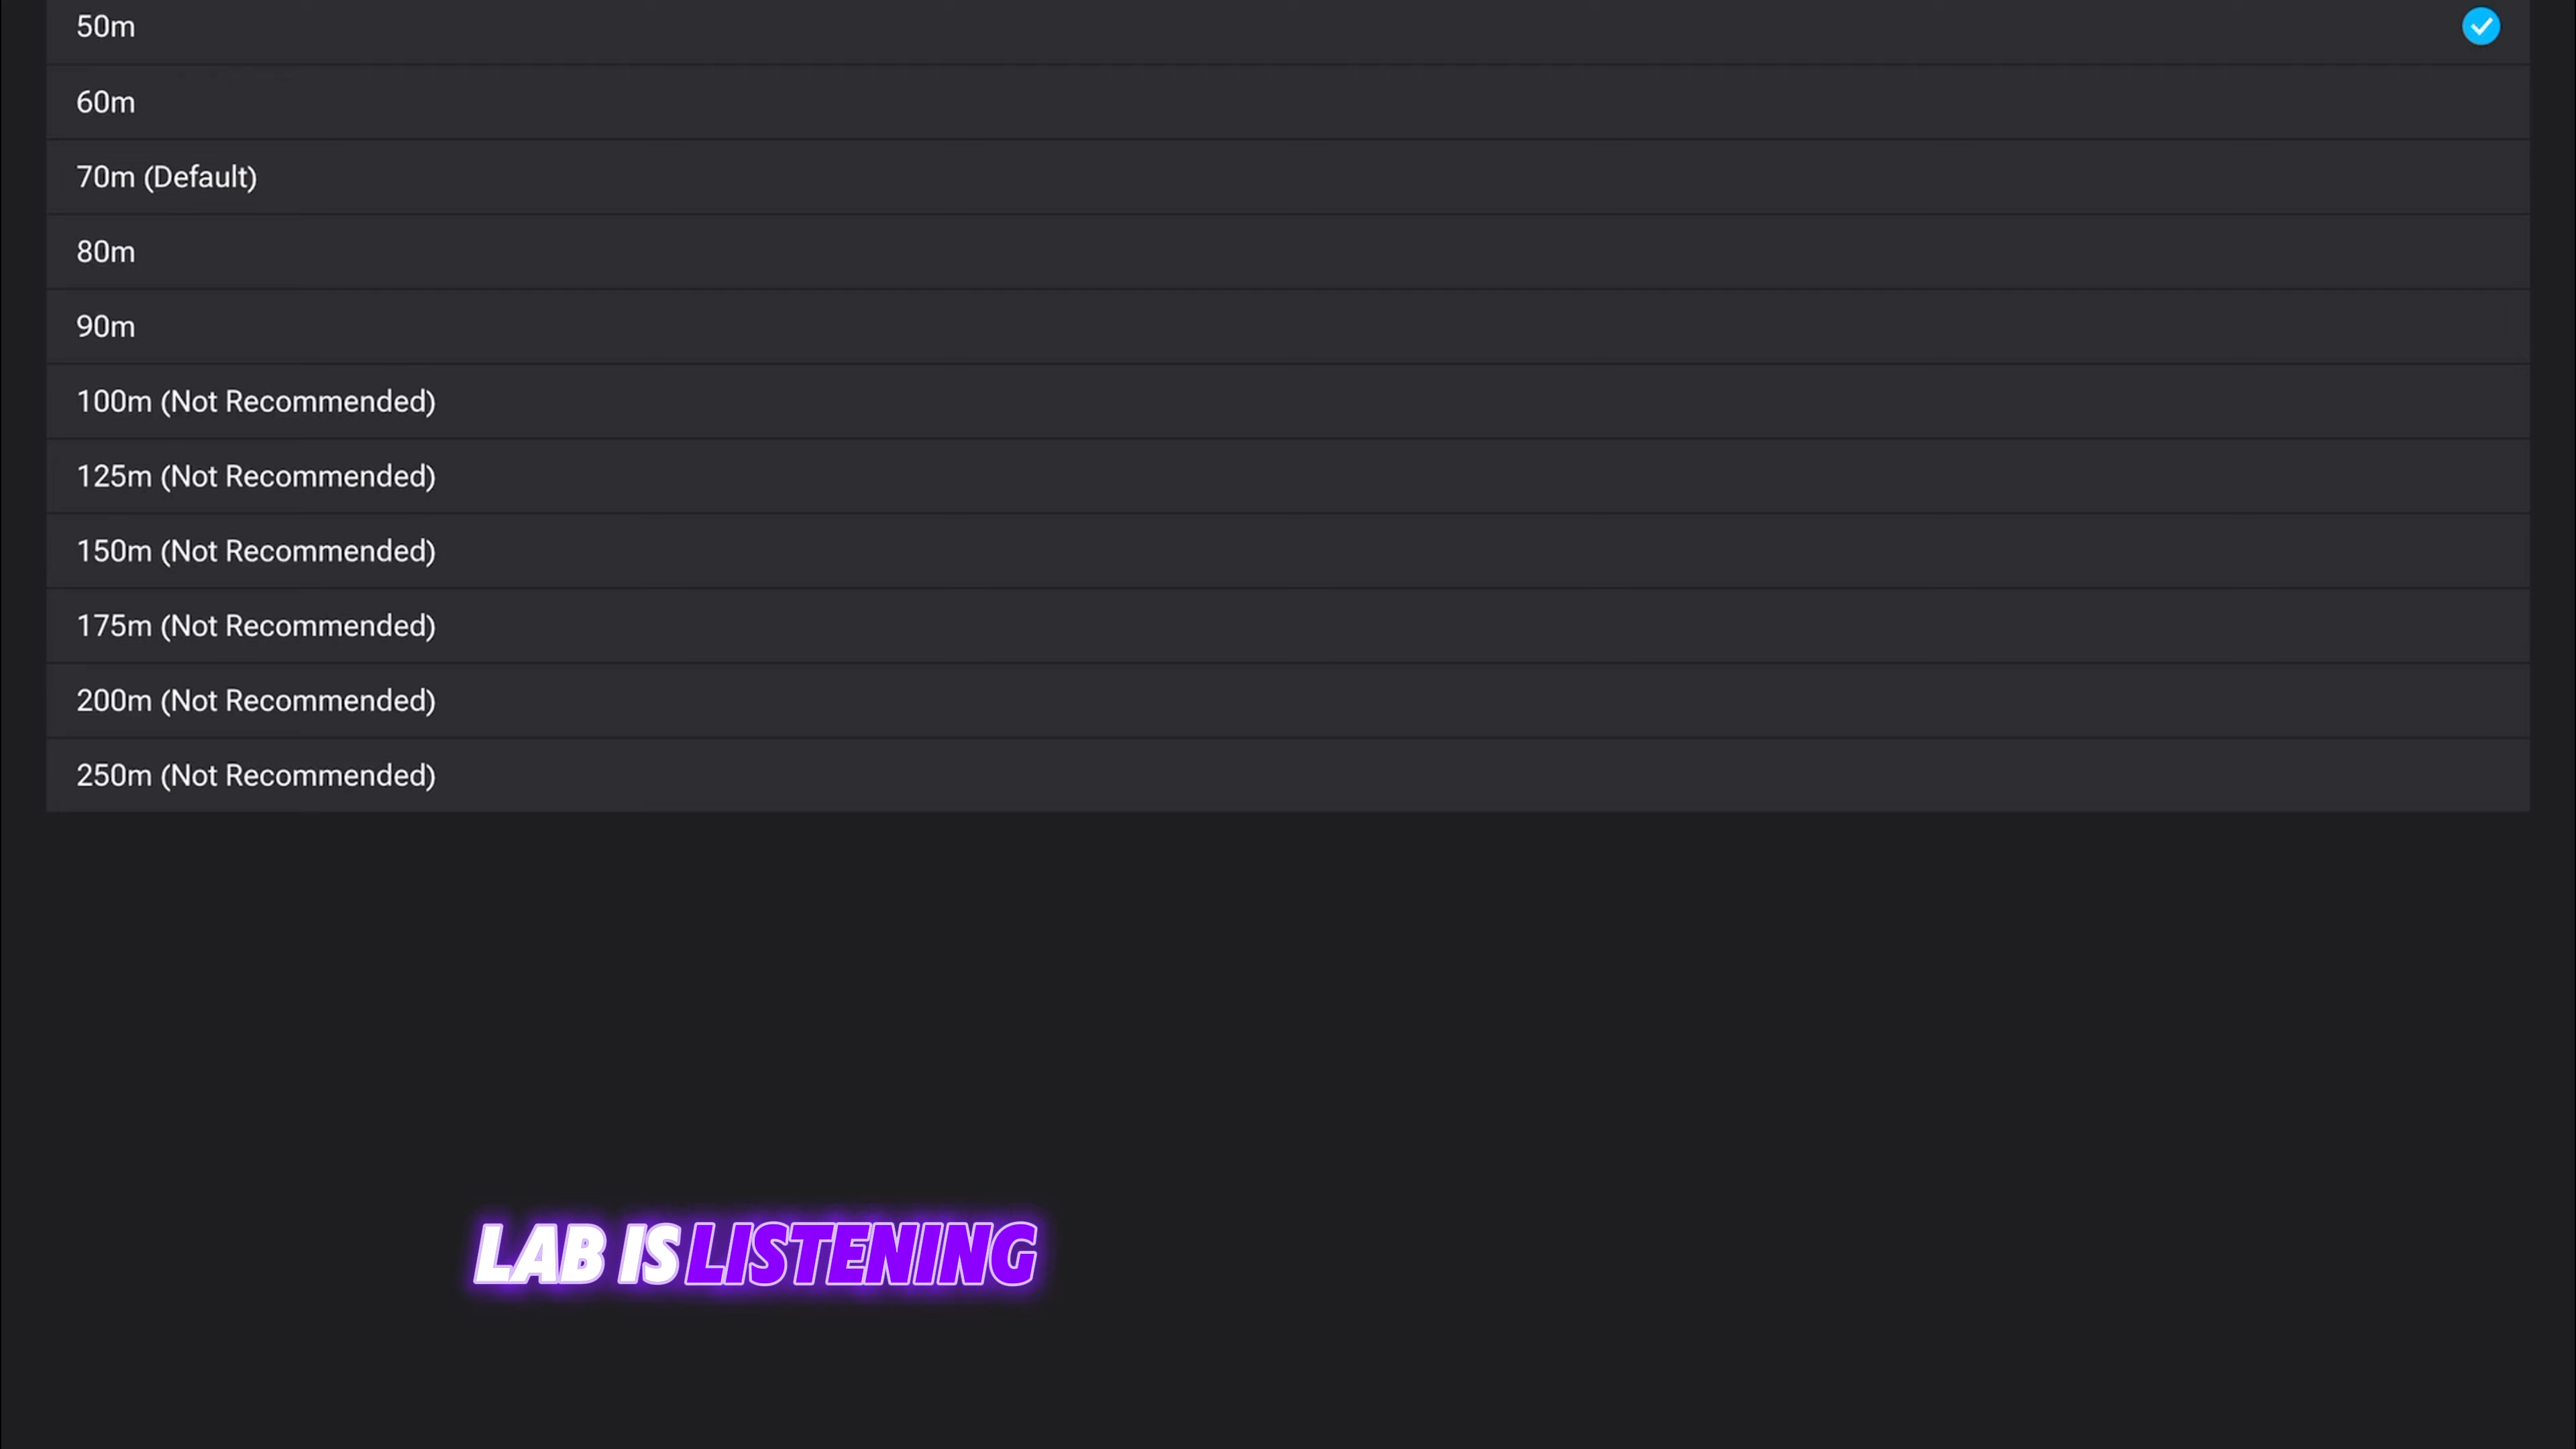 50m
60m
70m (Default)
80m
90m
100m (Not Recommended)
125m (Not Recommended)
150m (Not Recommended)
175m (Not Recommended)
200m (Not Recommended)
250m (Not Recommended)
LAB IS LISTENING